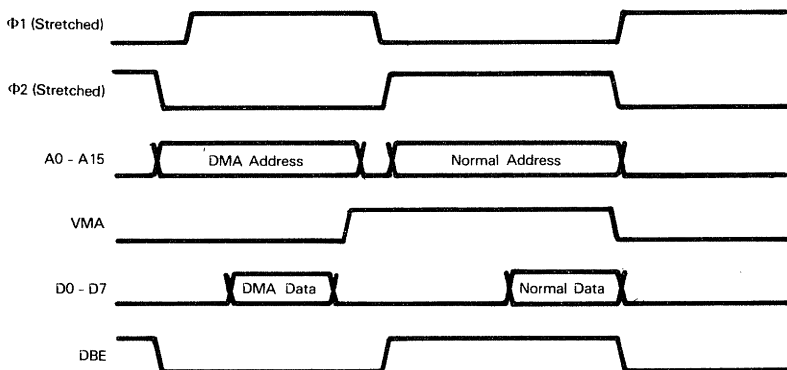 Φ1 (Stretched)
Φ2 (Stretched)
A0 - A15
DMA Address
Normal Address
VMA
D0 - D7
DMA Data
Normal Data
DBE